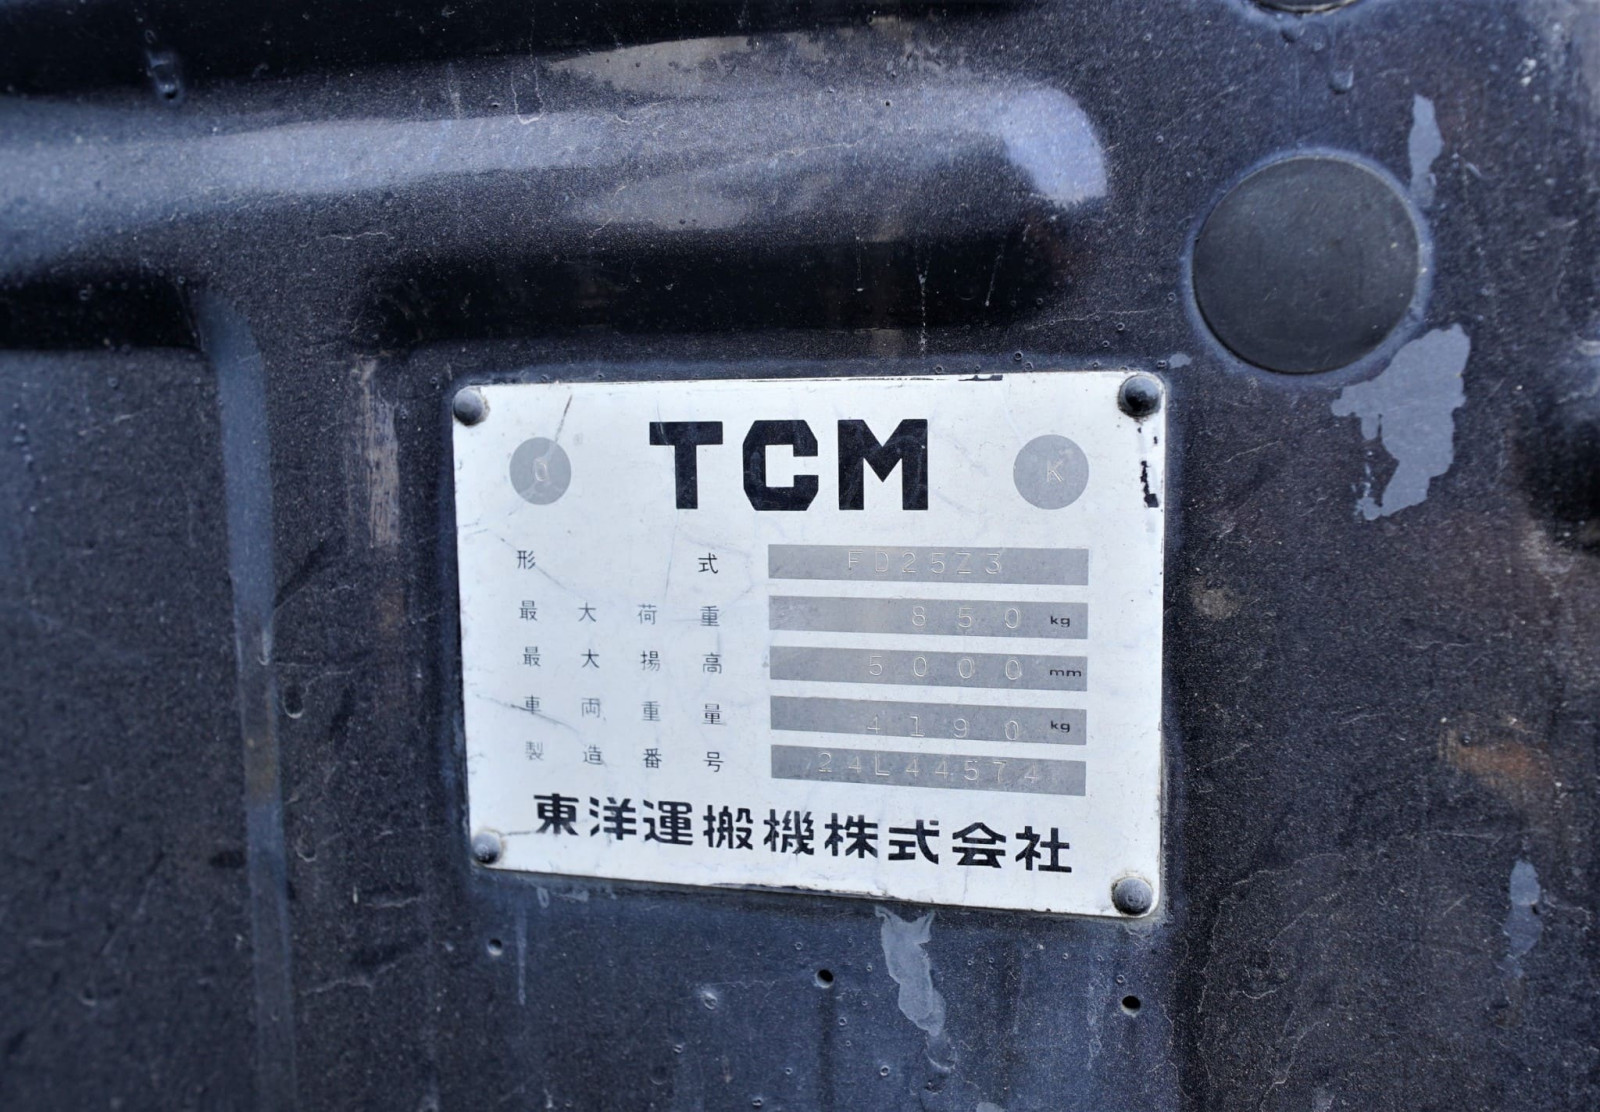 TCM
K
形式 FD25Z3
最大荷重 850 kg
最大揚高 5000 mm
車両重量 4190 kg
製造番号 24L44574
東洋運搬機株式会社